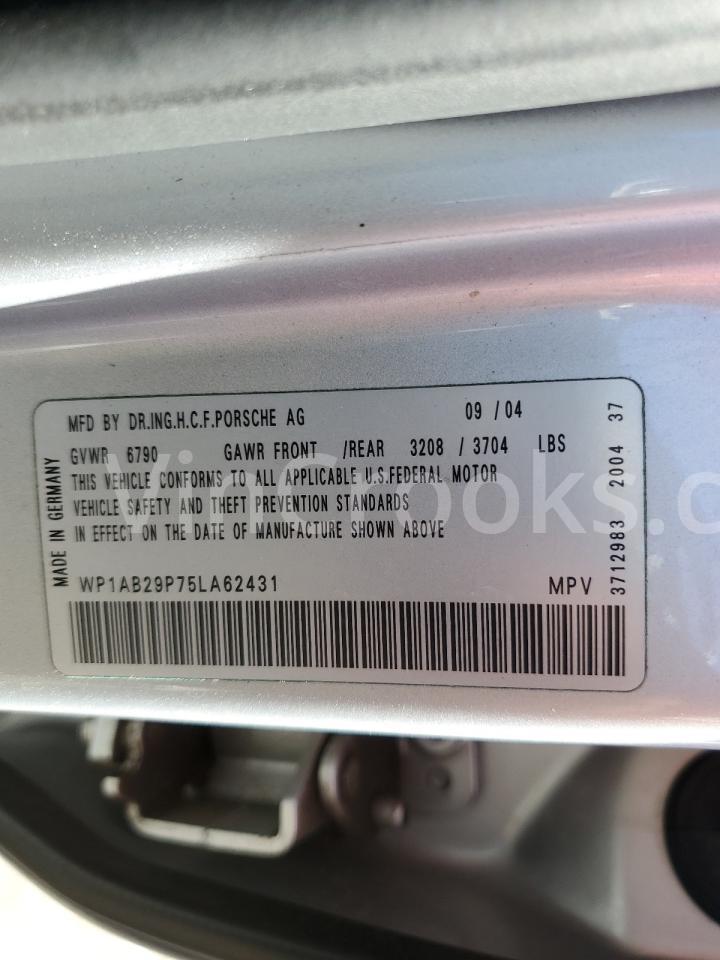 MFD BY DR.ING.H.C.F.PORSCHE AG 09 / 04
GVWR 6790 GAWR FRONT /REAR 3208 / 3704 LBS
THIS VEHICLE CONFORMS TO ALL APPLICABLE U.S.FEDERAL MOTOR
VEHICLE SAFETY AND THEFT PREVENTION STANDARDS
IN EFFECT ON THE DATE OF MANUFACTURE SHOWN ABOVE
WP1AB29P75LA62431 MPV
MADE IN GERMANY
3712983 2004 37